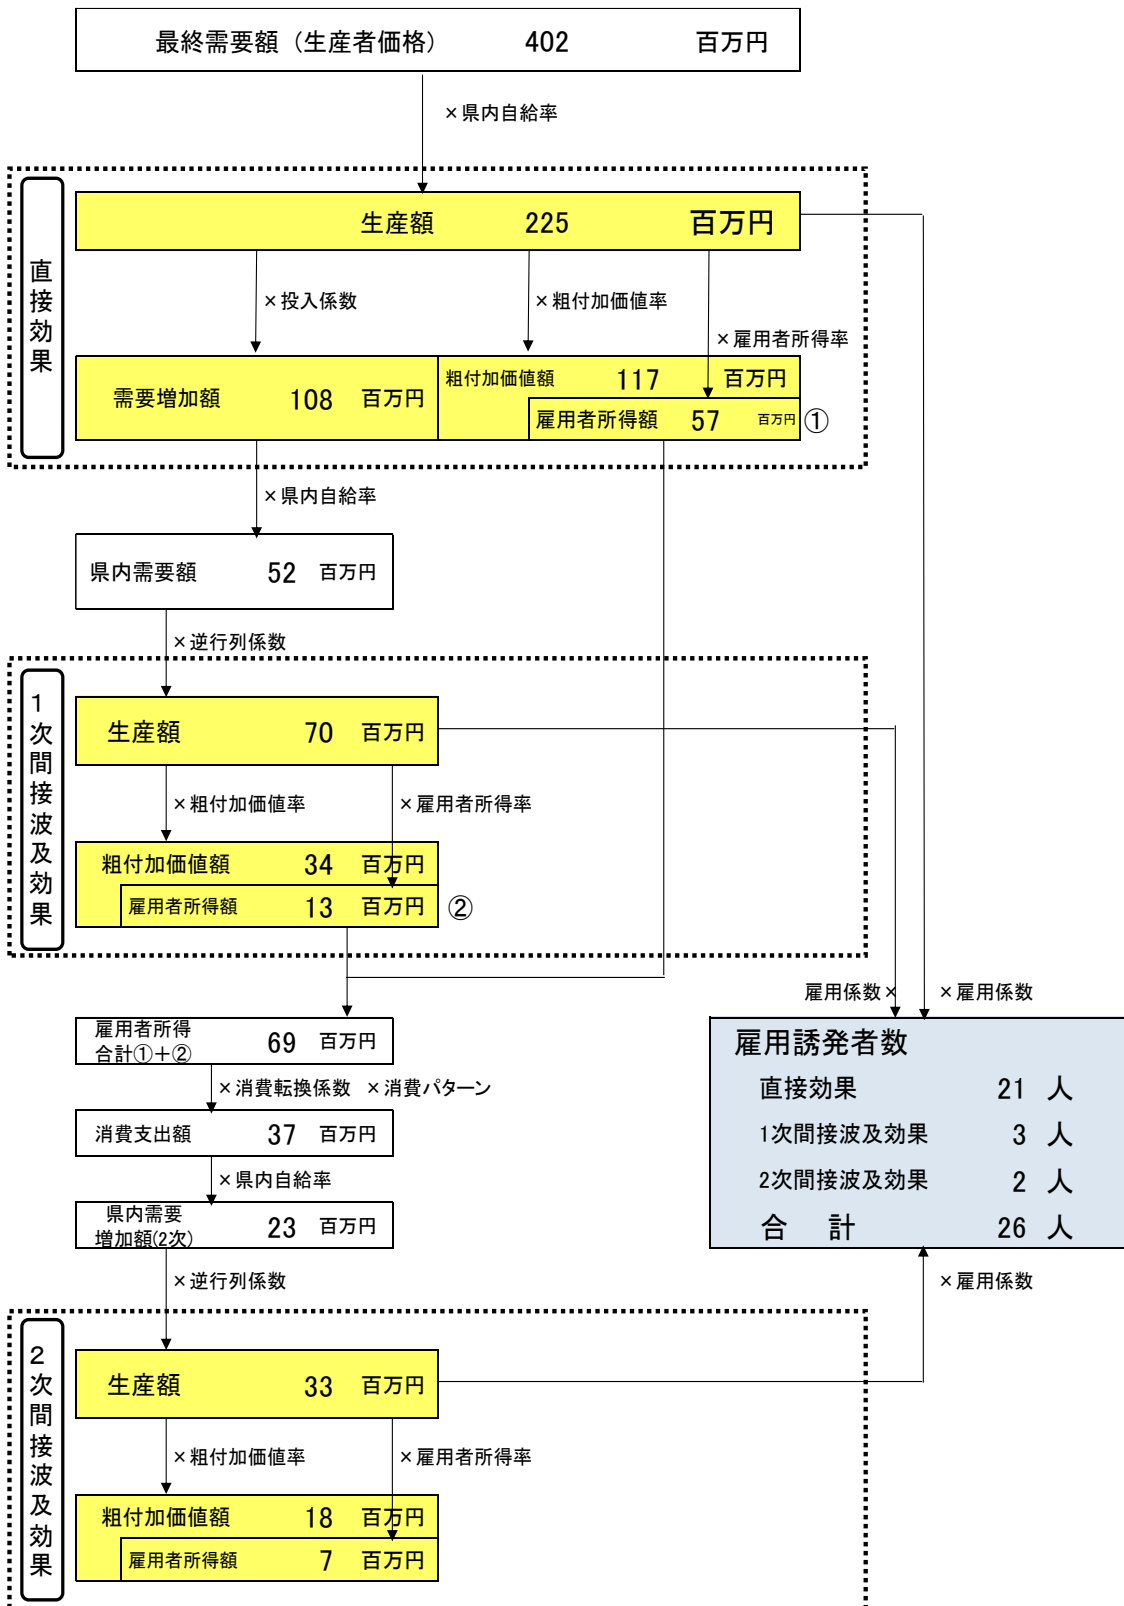 最終需要額（生産者価格） 402 百万円
×県内自給率
直接効果
生産額 225 百万円
×投入係数
×粗付加価値率
×雇用者所得率
需要増加額 108 百万円
粗付加価値額 117 百万円
雇用者所得額 57 百万円 ①
×県内自給率
県内需要額 52 百万円
×逆行列係数
1次間接波及効果
生産額 70 百万円
×粗付加価値率
×雇用者所得率
粗付加価値額 34 百万円
雇用者所得額 13 百万円 ②
雇用係数×
×雇用係数
雇用者所得
合計①＋② 69 百万円
×消費転換係数 ×消費パターン
消費支出額 37 百万円
×県内自給率
県内需要
増加額(2次) 23 百万円
雇用誘発者数
直接効果 21 人
1次間接波及効果 3 人
2次間接波及効果 2 人
合 計 26 人
×逆行列係数
×雇用係数
2次間接波及効果
生産額 33 百万円
×粗付加価値率
×雇用者所得率
粗付加価値額 18 百万円
雇用者所得額 7 百万円